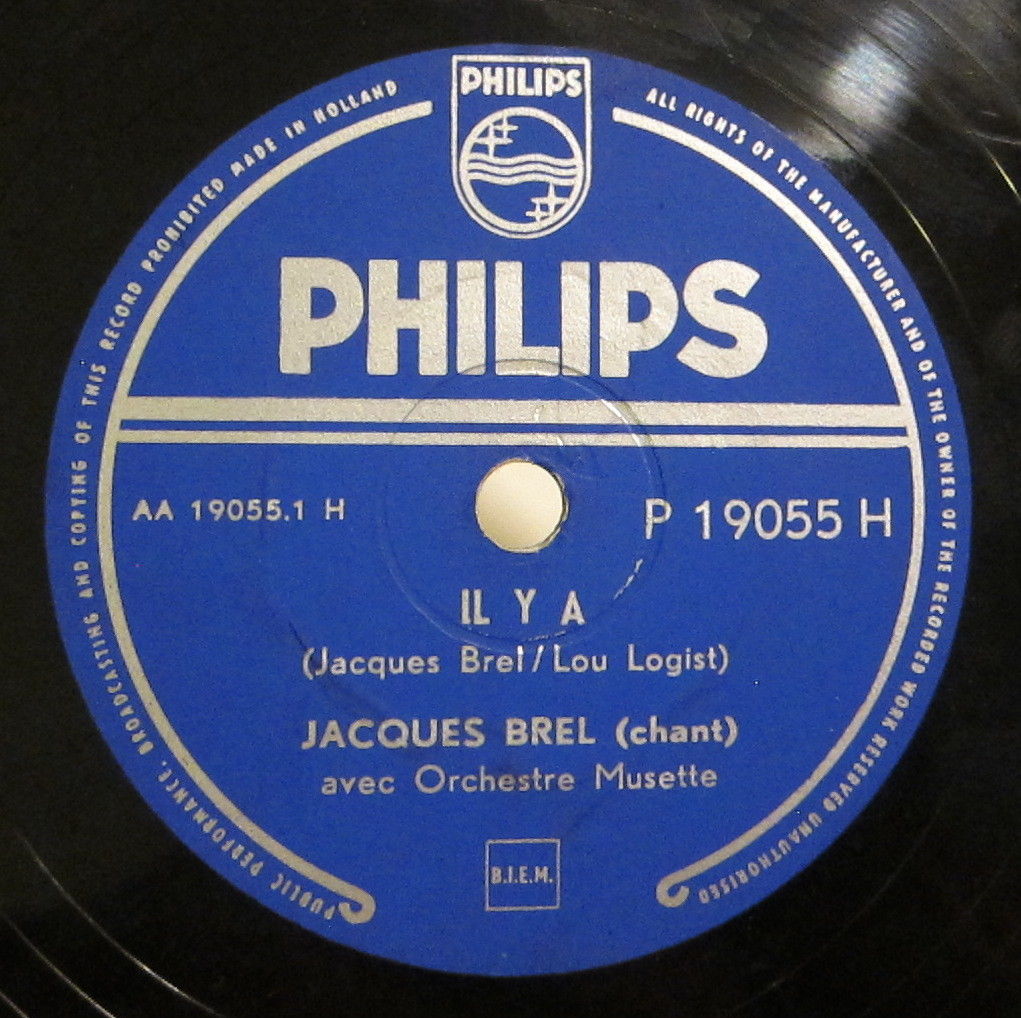 PHILIPS
ALL RIGHTS OF THE MANUFACTURER AND OF THE OWNER OF THE RECORDED WORK RESERVED UNAUTHORISED
PUBLIC PERFORMANCE, BROADCASTING AND COPYING OF THIS RECORD PROHIBITED MADE IN HOLLAND
PHILIPS
AA 19055.1 H
P 19055 H
IL Y A
(Jacques Brel/Lou Logist)
JACQUES BREL (chant)
avec Orchestre Musette
B.I.E.M.